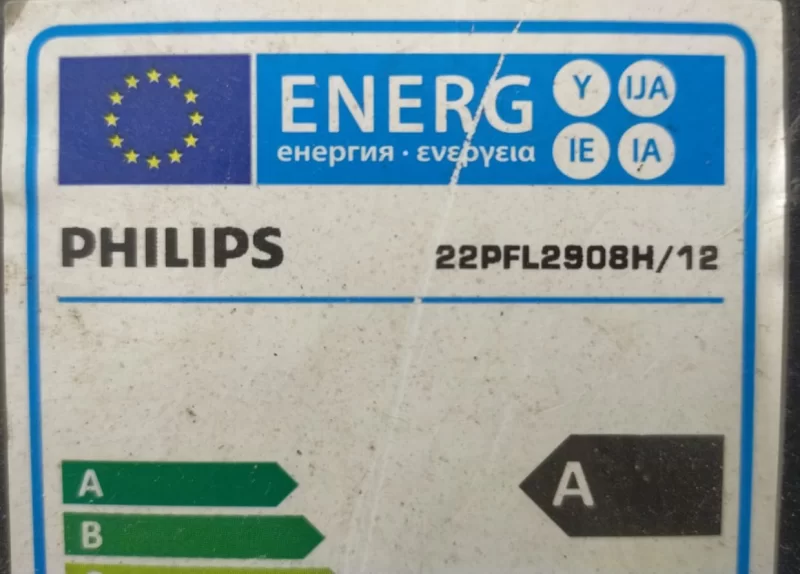 ENERG Y IJA
енергия · ενεργεια IE IA
PHILIPS 22PFL2908H/12
A A
B